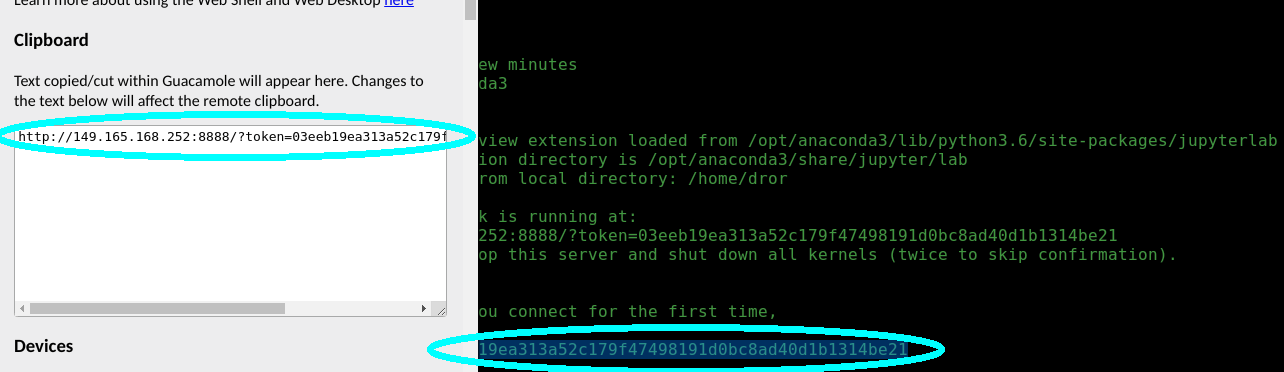 Learn more about using the Web Shell and Web Desktop here
Clipboard
Text copied/cut within Guacamole will appear here. Changes to
the text below will affect the remote clipboard.
http://149.165.168.252:8888/?token=03eeb19ea313a52c179f
Devices
ew minutes
da3
view extension loaded from /opt/anaconda3/lib/python3.6/site-packages/jupyterlab
ion directory is /opt/anaconda3/share/jupyter/lab
rom local directory: /home/dror
k is running at:
252:8888/?token=03eeb19ea313a52c179f47498191d0bc8ad40d1b1314be21
op this server and shut down all kernels (twice to skip confirmation).
ou connect for the first time,
19ea313a52c179f47498191d0bc8ad40d1b1314be21